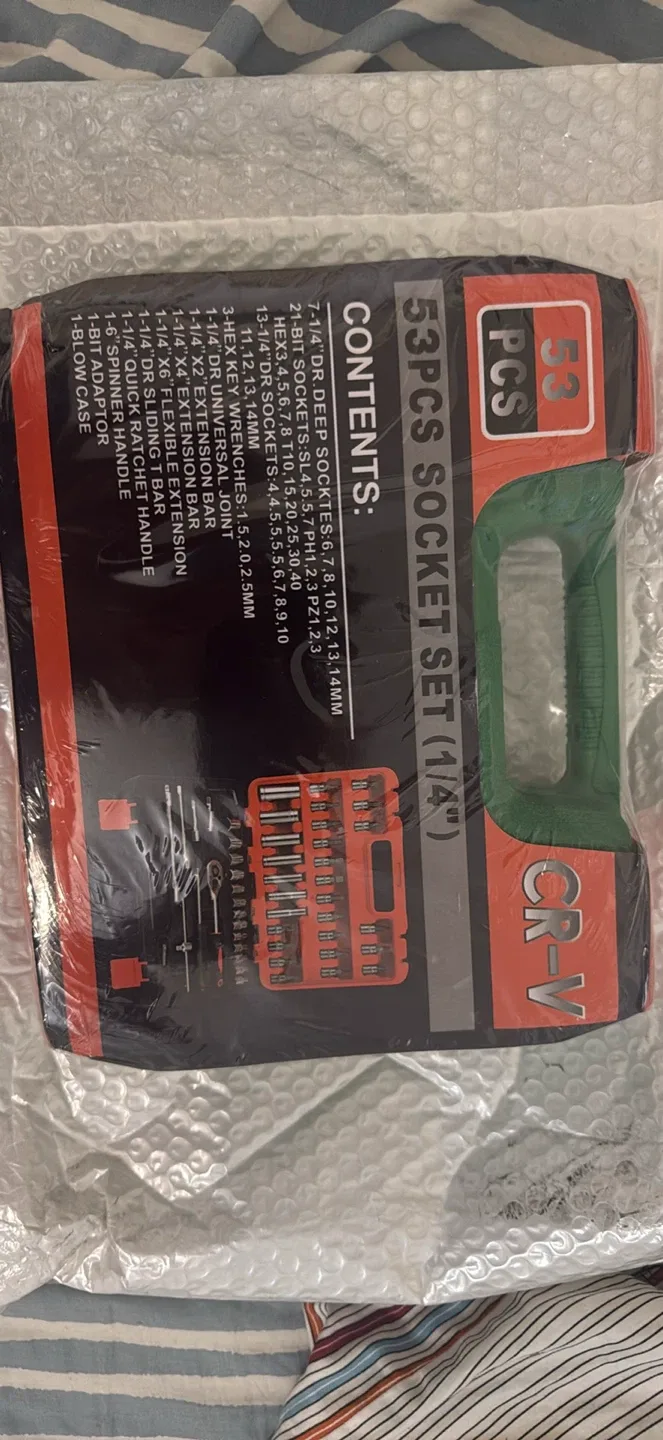 53
PCS
CR-V
53PCS SOCKET SET (1/4")
CONTENTS:
7-1/4"DR.DEEP SOCKTES:6,7,8,10,12,13,14MM
21-BIT SOCKETS:SL4,5.5,7 PH1,2,3 PZ1,2,3
HEX3,4,5,6,7,8 T10,15,20,25,30,40
13-1/4"DR SOCKETS:4,4.5,5,5.5,6,7,8,9,10
11,12,13,14MM
3-HEX KEY WRENCHES:1.5,2.0,2.5MM
1-1/4"DR UNIVERSAL JOINT
1-1/4"X2"EXTENSION BAR
1-1/4"X4"EXTENSION BAR
1-1/4"X6"FLEXIBLE EXTENSION
1-1/4"DR SLIDING T BAR
1-1/4"QUICK RATCHET HANDLE
1-6"SPINNER HANDLE
1-BIT ADAPTOR
1-BLOW CASE